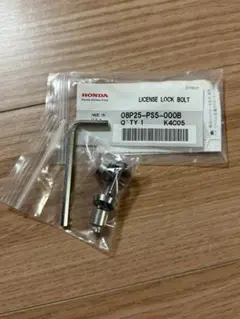 HONDA
LICENSE LOCK BOLT
08P25-PS5-000B
Q'TY 1 K4C05